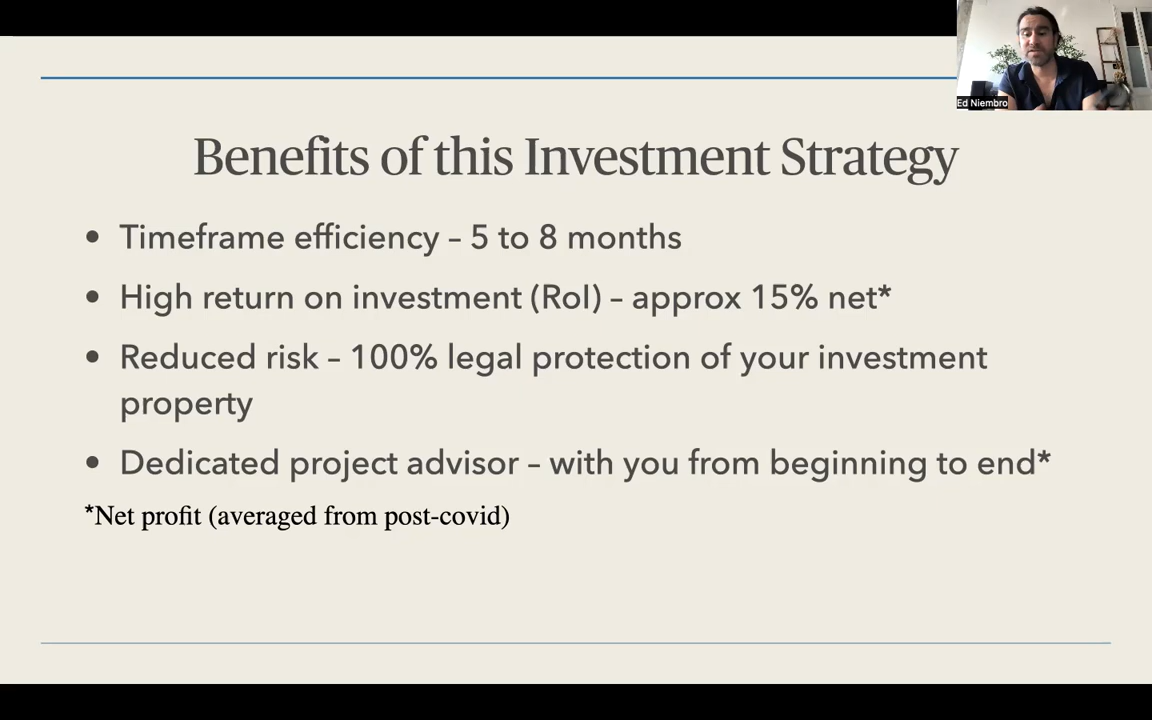 Ed Niembro
Benefits of this Investment Strategy
• Timeframe efficiency – 5 to 8 months
• High return on investment (RoI) – approx 15% net*
• Reduced risk – 100% legal protection of your investment
property
• Dedicated project advisor – with you from beginning to end*
*Net profit (averaged from post-covid)